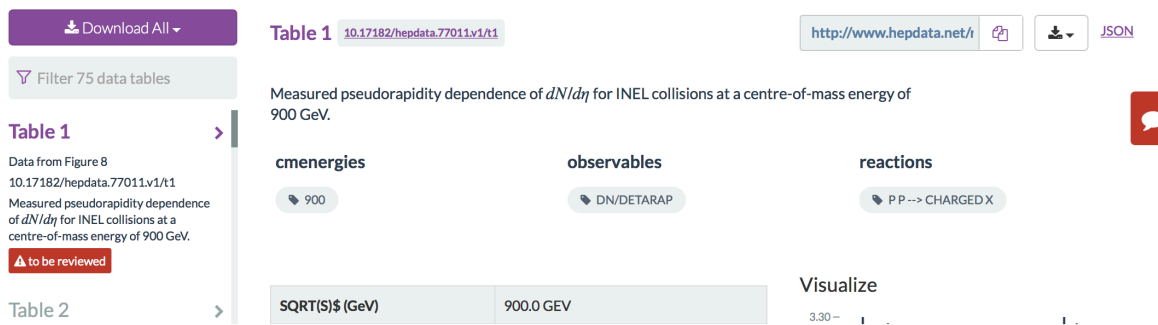 Download All
Filter 75 data tables
Table 1
Data from Figure 8
10.17182/hepdata.77011.v1/t1
Measured pseudorapidity dependence
of dN/dη for INEL collisions at a
centre-of-mass energy of 900 GeV.
to be reviewed
Table 2
Table 1 10.17182/hepdata.77011.v1/t1
http://www.hepdata.net/r
JSON
Measured pseudorapidity dependence of dN/dη for INEL collisions at a centre-of-mass energy of
900 GeV.
cmenergies
900
observables
DN/DETARAP
reactions
P P --> CHARGED X
SQRT(S)$ (GeV) 900.0 GEV
Visualize
3.30